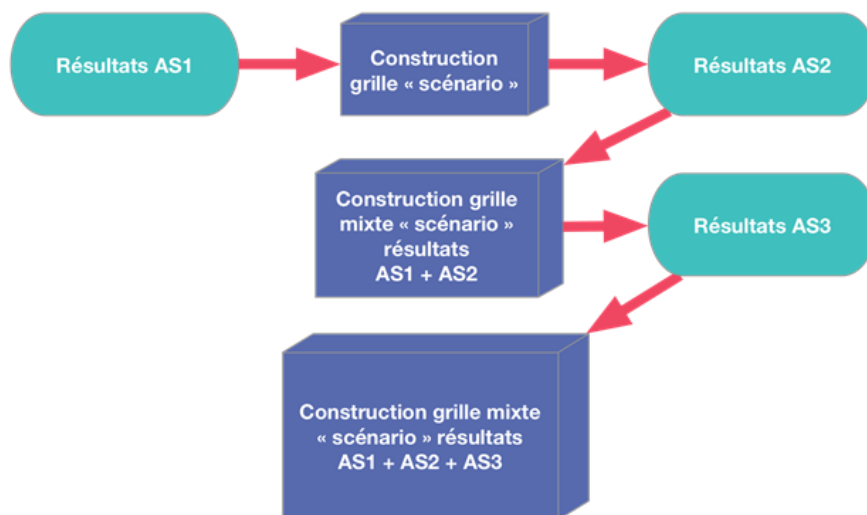 Résultats AS1
Construction
grille « scénario »
Résultats AS2
Construction grille
mixte « scénario »
résultats
AS1 + AS2
Résultats AS3
Construction grille mixte
« scénario » résultats
AS1 + AS2 + AS3